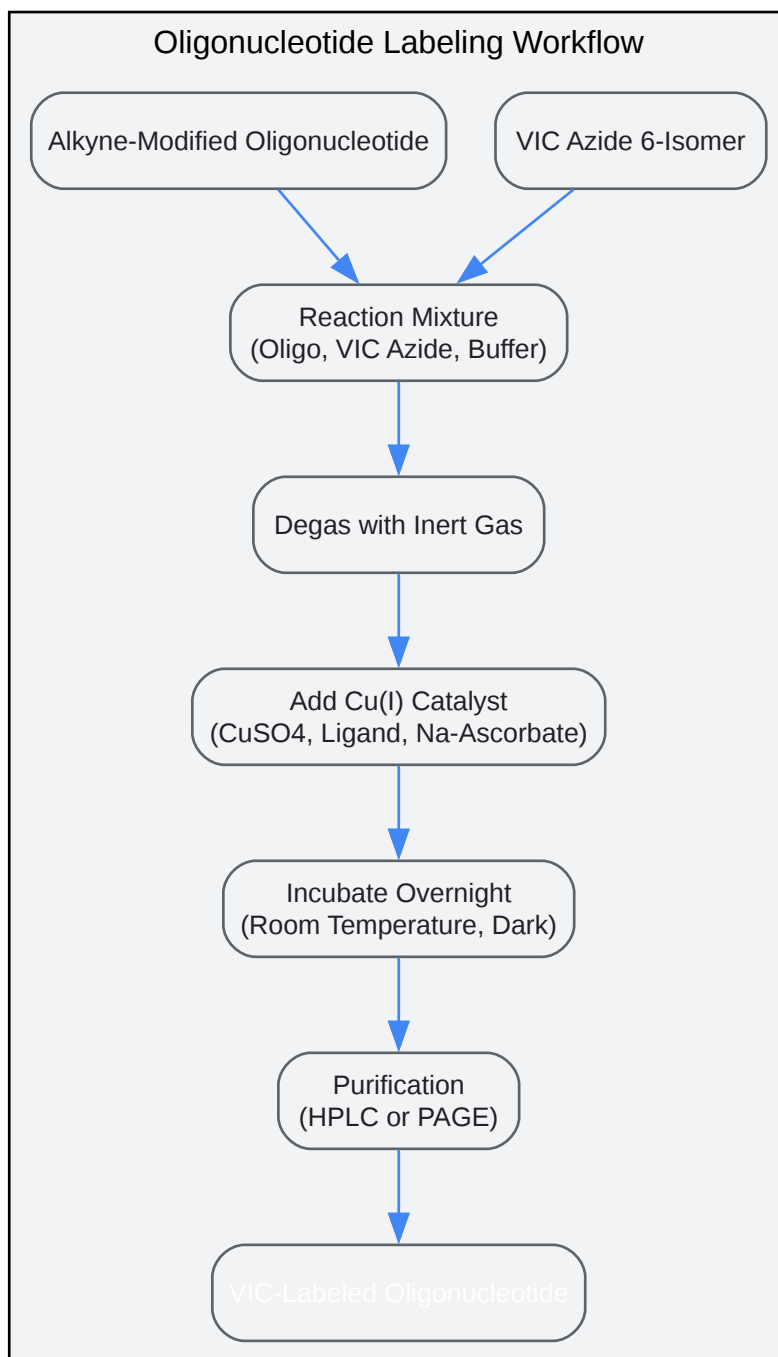 Oligonucleotide Labeling Workflow
Alkyne-Modified Oligonucleotide
VIC Azide 6-Isomer
Reaction Mixture
(Oligo, VIC Azide, Buffer)
Degas with Inert Gas
Add Cu(I) Catalyst
(CuSO4, Ligand, Na-Ascorbate)
Incubate Overnight
(Room Temperature, Dark)
Purification
(HPLC or PAGE)
VIC-Labeled Oligonucleotide